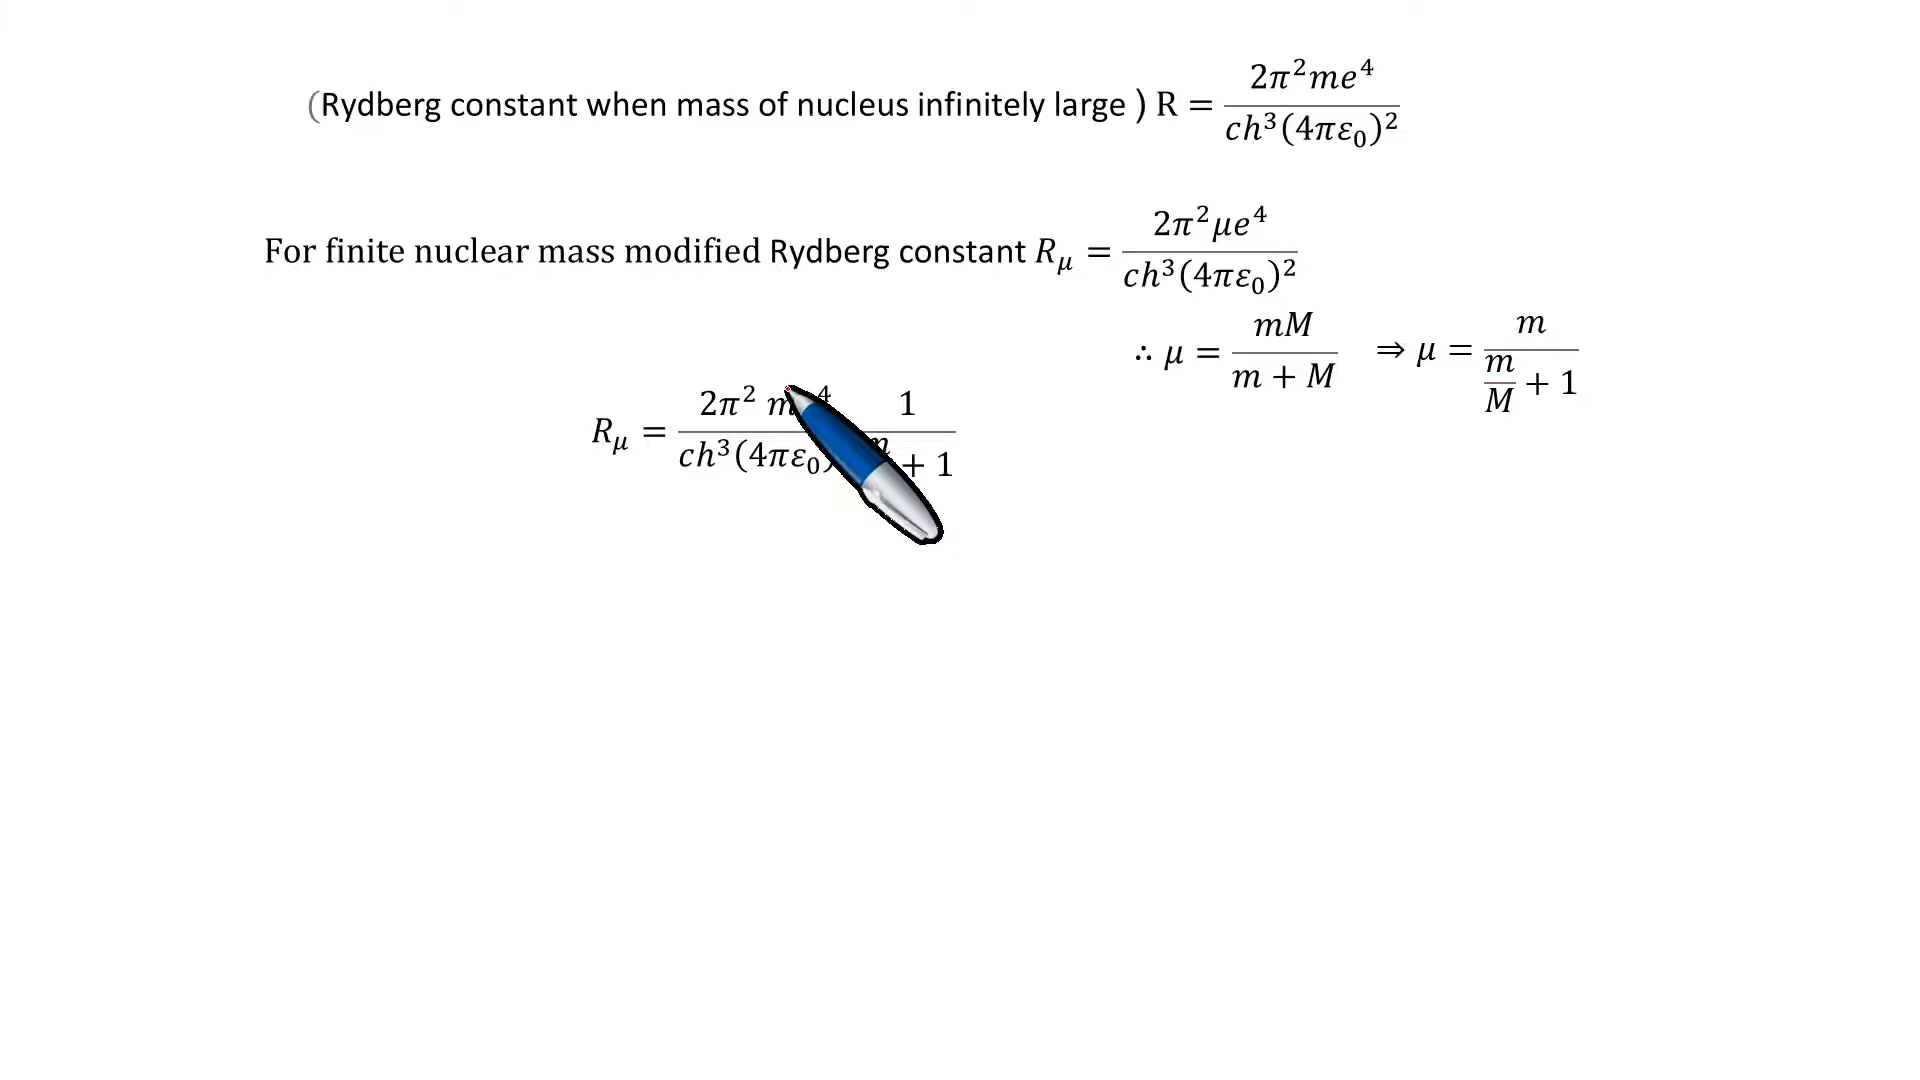 (Rydberg constant when mass of nucleus infinitely large ) R = 2π²me⁴ / ch³(4πε₀)²
For finite nuclear mass modified Rydberg constant R_μ = 2π²μe⁴ / ch³(4πε₀)²
∴ μ = mM / m + M ⇒ μ = m / m/M + 1
R_μ = 2π² m ⁴ / ch³(4πε₀) 1 / + 1